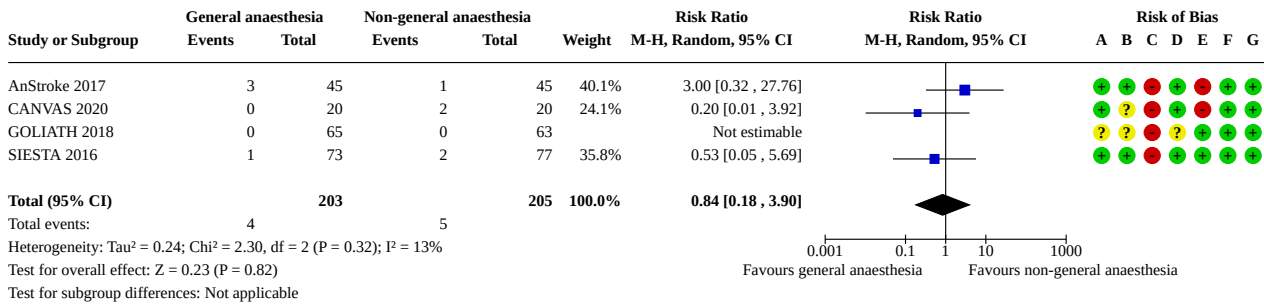 General anaesthesia Non-general anaesthesia Risk Ratio Risk Ratio Risk of Bias
Study or Subgroup Events Total Events Total Weight M-H, Random, 95% CI M-H, Random, 95% CI A B C D E F G
AnStroke 2017 3 45 1 45 40.1% 3.00 [0.32 , 27.76] + + - + - + +
CANVAS 2020 0 20 2 20 24.1% 0.20 [0.01 , 3.92] + ? - + - + +
GOLIATH 2018 0 65 0 63 Not estimable ? ? - ? + + +
SIESTA 2016 1 73 2 77 35.8% 0.53 [0.05 , 5.69] + + - + + + +
Total (95% CI) 203 205 100.0% 0.84 [0.18 , 3.90]
Total events: 4 5
Heterogeneity: Tau² = 0.24; Chi² = 2.30, df = 2 (P = 0.32); I² = 13%
0.001 0.1 1 10 1000
Test for overall effect: Z = 0.23 (P = 0.82) Favours general anaesthesia Favours non-general anaesthesia
Test for subgroup differences: Not applicable